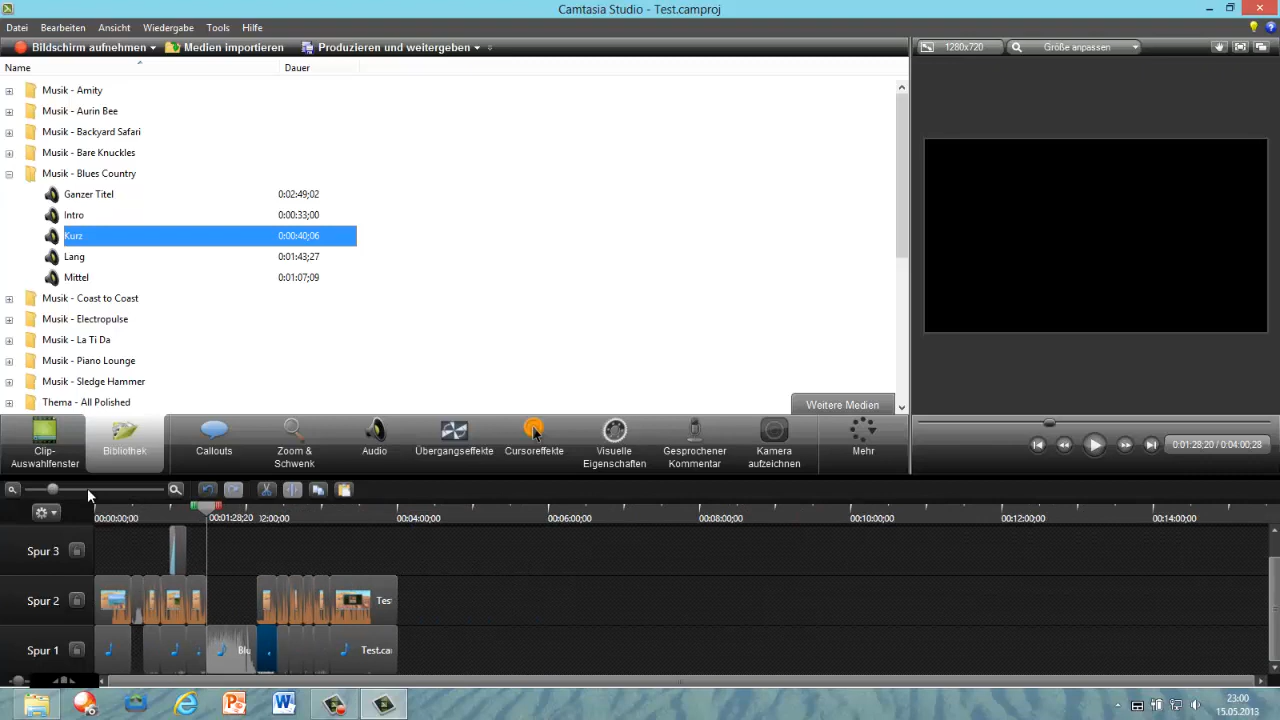 Camtasia Studio - Test.camproj
Datei Bearbeiten Ansicht Wiedergabe Tools Hilfe
Bildschirm aufnehmen Medien importieren Produzieren und weitergeben
1280x720 Größe anpassen
Name Dauer
Musik - Amity
Musik - Aurin Bee
Musik - Backyard Safari
Musik - Bare Knuckles
Musik - Blues Country
Ganzer Titel 0:02:49;02
Intro 0:00:33;00
Kurz 0:00:40;06
Lang 0:01:43;27
Mittel 0:01:07;09
Musik - Coast to Coast
Musik - Electropulse
Musik - La Ti Da
Musik - Piano Lounge
Musik - Sledge Hammer
Thema - All Polished
Weitere Medien
Clip-Auswahlfenster
Bibliothek
Callouts
Zoom & Schwenk
Audio
Übergangseffekte
Cursoreffekte
Visuelle Eigenschaften
Gesprochener Kommentar
Kamera aufzeichnen
Mehr
0:01:28:20 / 0:04:00;28
00:00:00;00 00:01:28;20 02:00;00 00:04:00;00 00:06:00;00 00:08:00;00 00:10:00;00 00:12:00;00 00:14:00;00
Spur 3
Spur 2 Tes
Spur 1 Blu Test.ca
23:00
15.05.2013